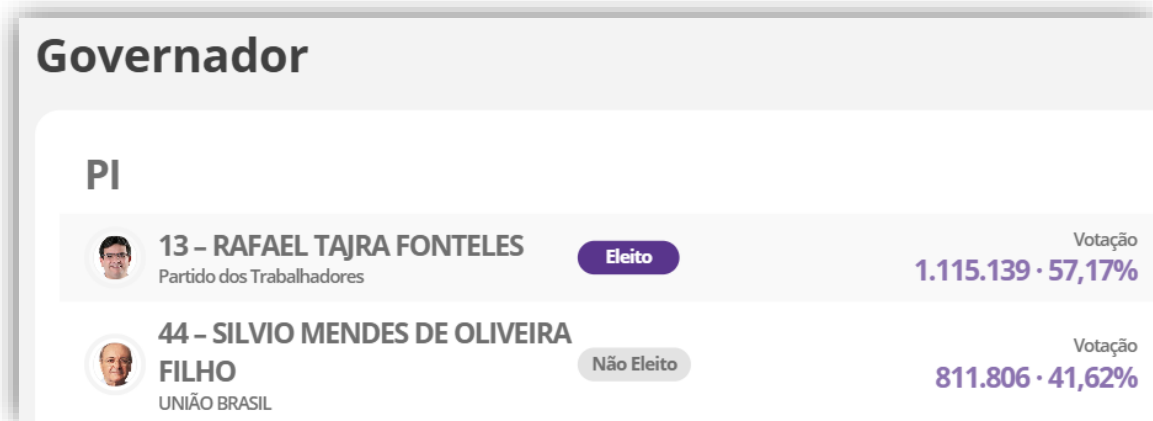 Governador
PI
13 – RAFAEL TAJRA FONTELES
Partido dos Trabalhadores
Eleito
Votação
1.115.139 · 57,17%
44 – SILVIO MENDES DE OLIVEIRA
FILHO
UNIÃO BRASIL
Não Eleito
Votação
811.806 · 41,62%